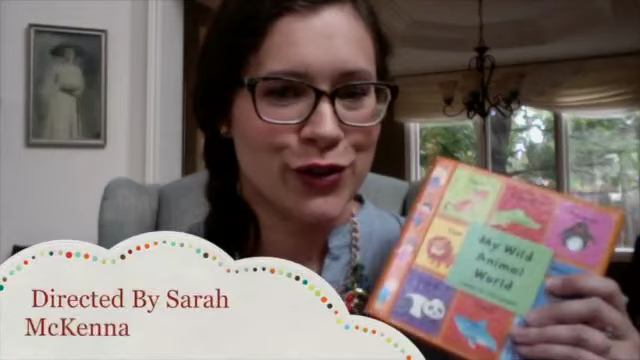 Directed By Sarah
McKenna
My Wild
Animal
World